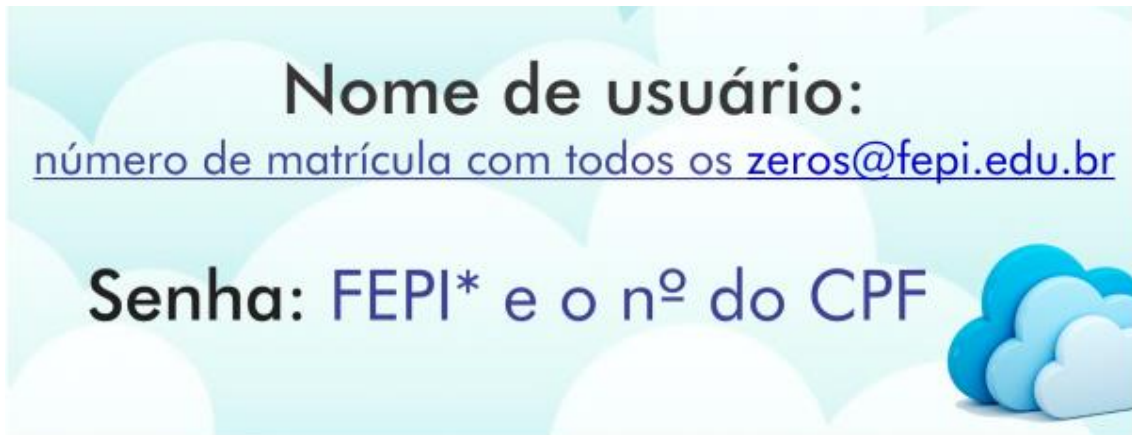 Nome de usuário:
número de matrícula com todos os zeros@fepi.edu.br
Senha: FEPI* e o nº do CPF